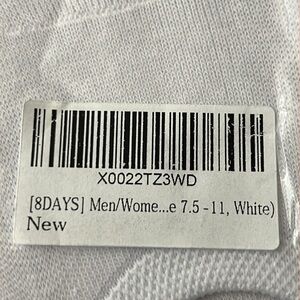 X0022TZ3WD
[8DAYS] Men/Wome...e 7.5 -11, White)
New